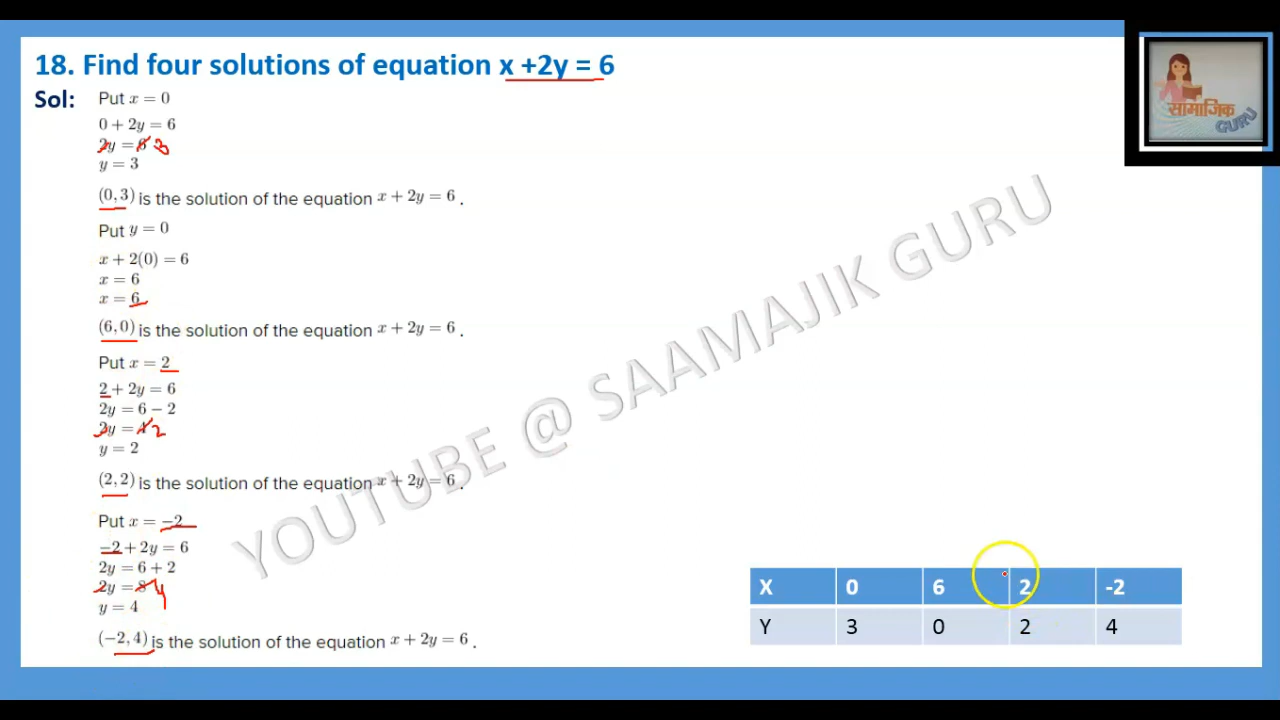 18. Find four solutions of equation x +2y = 6
सामाजिक
GURU
Sol: Put x = 0
0 + 2y = 6
2y = 6 3
y = 3
(0, 3) is the solution of the equation x + 2y = 6 .
Put y = 0
x + 2(0) = 6
x = 6
x = 6
(6, 0) is the solution of the equation x + 2y = 6 .
Put x = 2
2 + 2y = 6
2y = 6 − 2
2y = 4 2
y = 2
(2, 2) is the solution of the equation x + 2y = 6 .
Put x = −2
−2 + 2y = 6
2y = 6 + 2
2y = 8 4
y = 4
(−2, 4) is the solution of the equation x + 2y = 6 .
YOUTUBE @ SAAMAJIK GURU
X 0 6 2 -2
Y 3 0 2 4